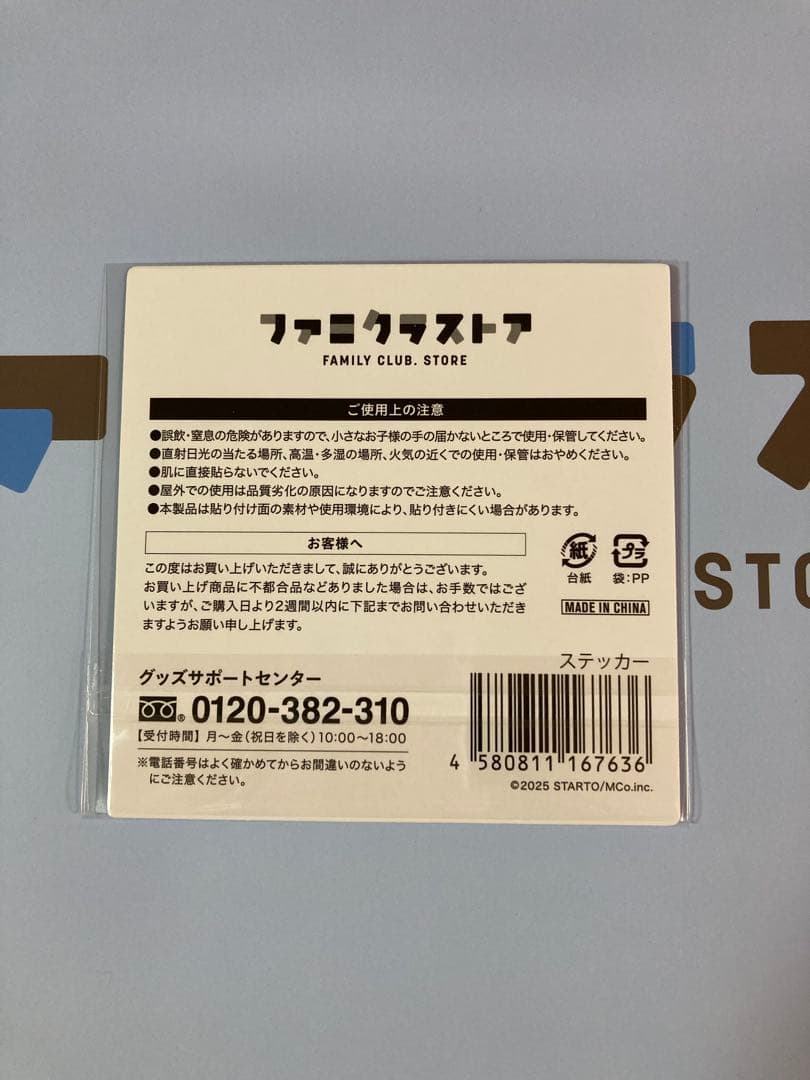 ファミクラストア
FAMILY CLUB. STORE
ご使用上の注意
●誤飲・窒息の危険がありますので、小さなお子様の手の届かないところで使用・保管してください。
●直射日光の当たる場所、高温・多湿の場所、火気の近くでの使用・保管はおやめください。
●肌に直接貼らないでください。
●屋外での使用は品質劣化の原因になりますのでご注意ください。
●本製品は貼り付け面の素材や使用環境により、貼り付きにくい場合があります。
お客様へ
この度はお買い上げいただきまして、誠にありがとうございます。
お買い上げ商品に不都合品などありました場合は、お手数ではござ
いますが、ご購入日より2週間以内に下記までお問い合わせいただき
ますようお願い申し上げます。
紙 プラ
台紙 袋:PP
MADE IN CHINA
ステッカー
グッズサポートセンター
0120-382-310
【受付時間】月〜金(祝日を除く)10:00〜18:00
※電話番号はよく確かめてからお間違いのないよう
にご注意ください。
4 580811 167636
©2025 STARTO/MCo.inc.